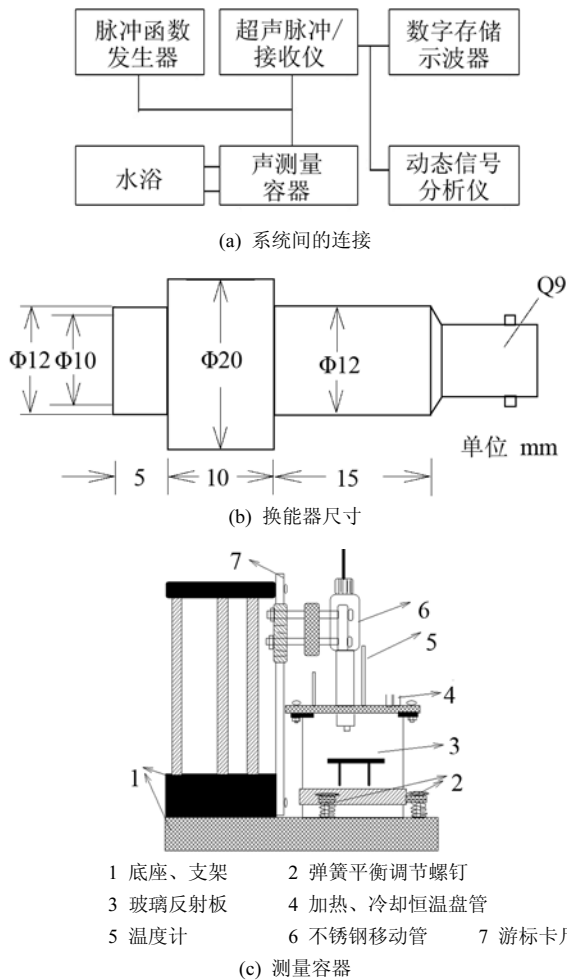 脉冲函数
发生器
超声脉冲/
接收仪
数字存储
示波器
水浴
声测量
容器
动态信号
分析仪
(a) 系统间的连接
Q9
Φ12
Φ10
Φ20
Φ12
单位 mm
5
10
15
(b) 换能器尺寸
7
6
5
4
3
2
1
1 底座、支架 2 弹簧平衡调节螺钉
3 玻璃反射板 4 加热、冷却恒温盘管
5 温度计 6 不锈钢移动管 7 游标卡尺
(c) 测量容器